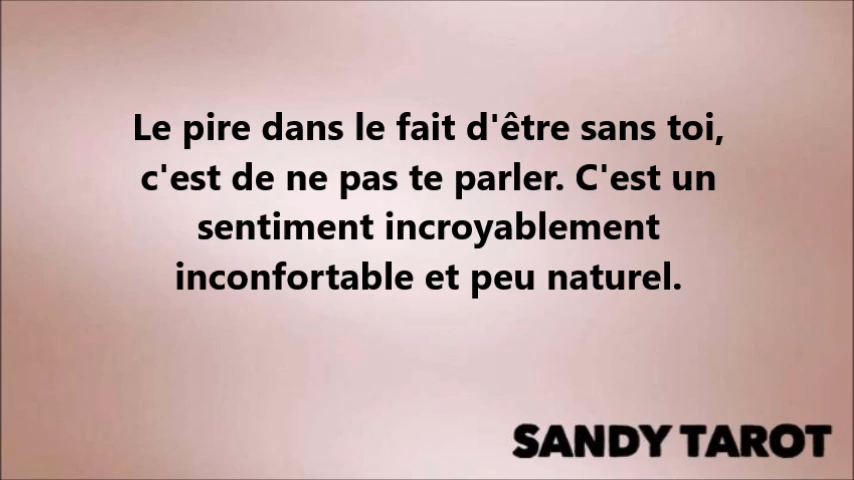 Le pire dans le fait d'être sans toi,
c'est de ne pas te parler. C'est un
sentiment incroyablement
inconfortable et peu naturel.
SANDY TAROT